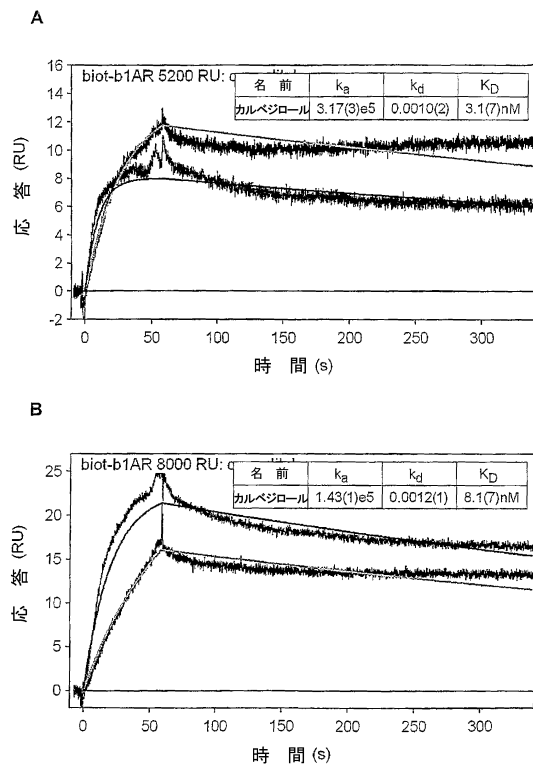 A
biot-b1AR 5200 RU:
名 前 ka kd KD
カルベジロール 3.17(3)e5 0.0010(2) 3.1(7)nM
応 答 (RU)
16
14
12
10
8
6
4
2
0
-2
0 50 100 150 200 250 300
時 間 (s)
B
biot-b1AR 8000 RU:
名 前 ka kd KD
カルベジロール 1.43(1)e5 0.0012(1) 8.1(7)nM
応 答 (RU)
25
20
15
10
5
0
0 50 100 150 200 250 300
時 間 (s)